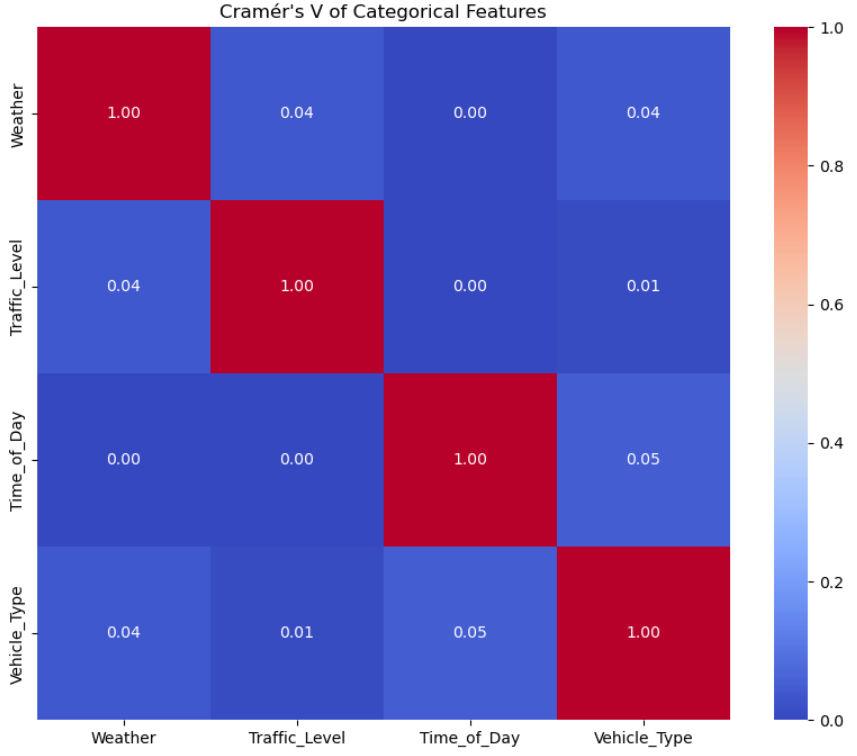 Cramér's V of Categorical Features
Weather
1.00
0.04
0.00
0.04
Traffic_Level
0.04
1.00
0.00
0.01
Time_of_Day
0.00
0.00
1.00
0.05
Vehicle_Type
0.04
0.01
0.05
1.00
Weather
Traffic_Level
Time_of_Day
Vehicle_Type
1.0
0.8
0.6
0.4
0.2
0.0